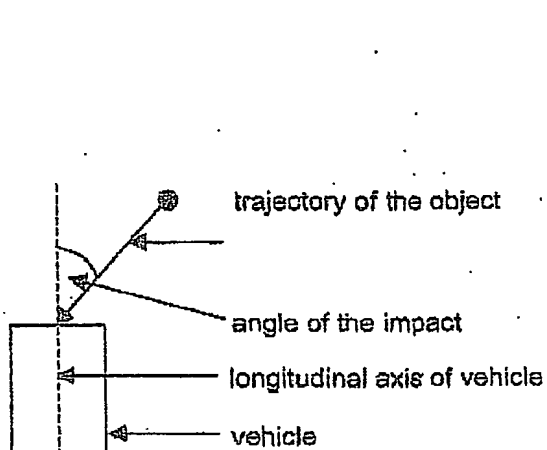 trajectory of the object
angle of the impact
longitudinal axis of vehicle
vehicle